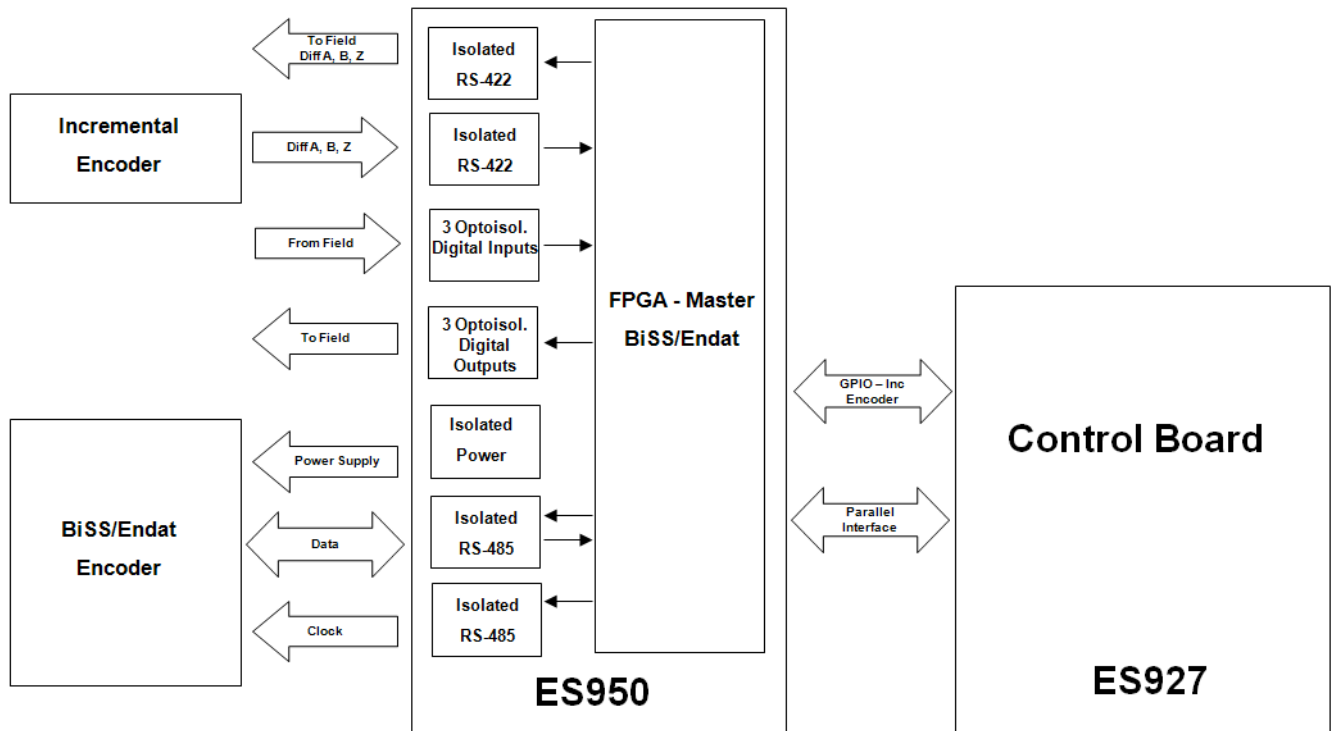 To Field
Diff A, B, Z
Isolated
RS-422
Incremental
Encoder
Diff A, B, Z
Isolated
RS-422
From Field
3 Optoisol.
Digital Inputs
To Field
3 Optoisol.
Digital
Outputs
FPGA - Master
BiSS/Endat
GPIO – Inc
Encoder
Control Board
BiSS/Endat
Encoder
Power Supply
Isolated
Power
Data
Isolated
RS-485
Parallel
Interface
Clock
Isolated
RS-485
ES950
ES927